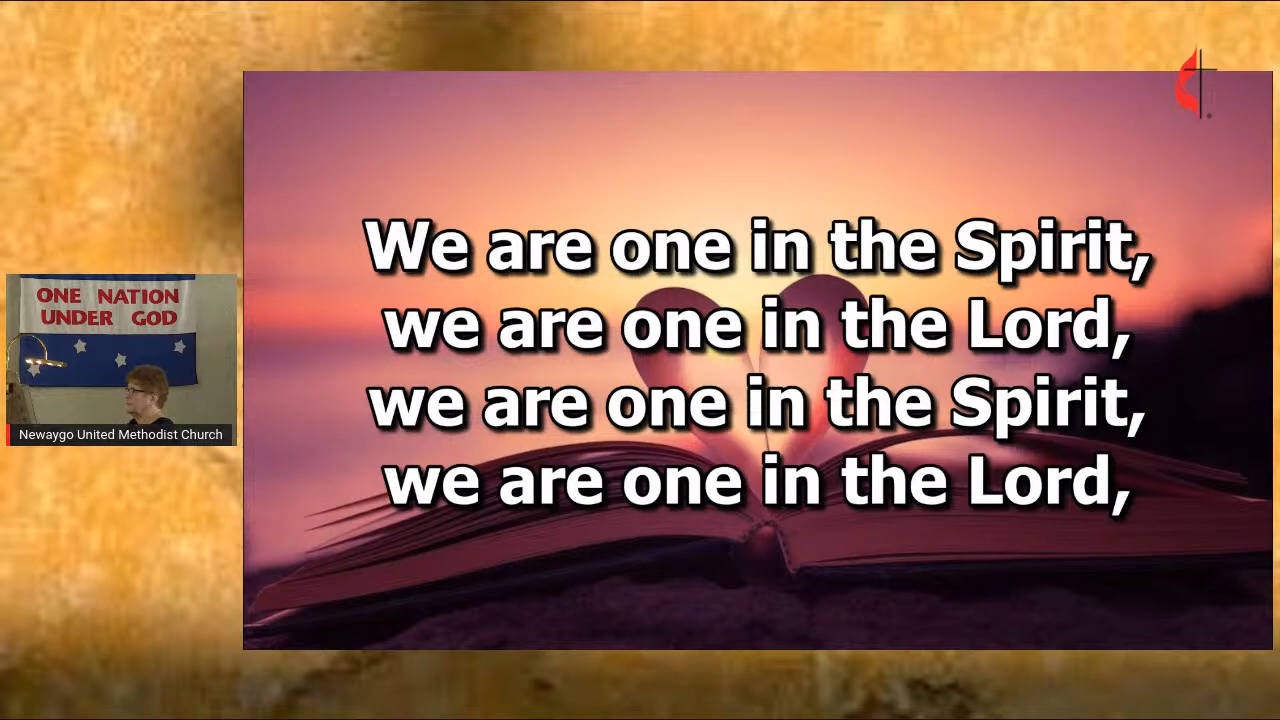 We are one in the Spirit,
we are one in the Lord,
we are one in the Spirit,
we are one in the Lord,
ONE NATION
UNDER GOD
Newaygo United Methodist Church